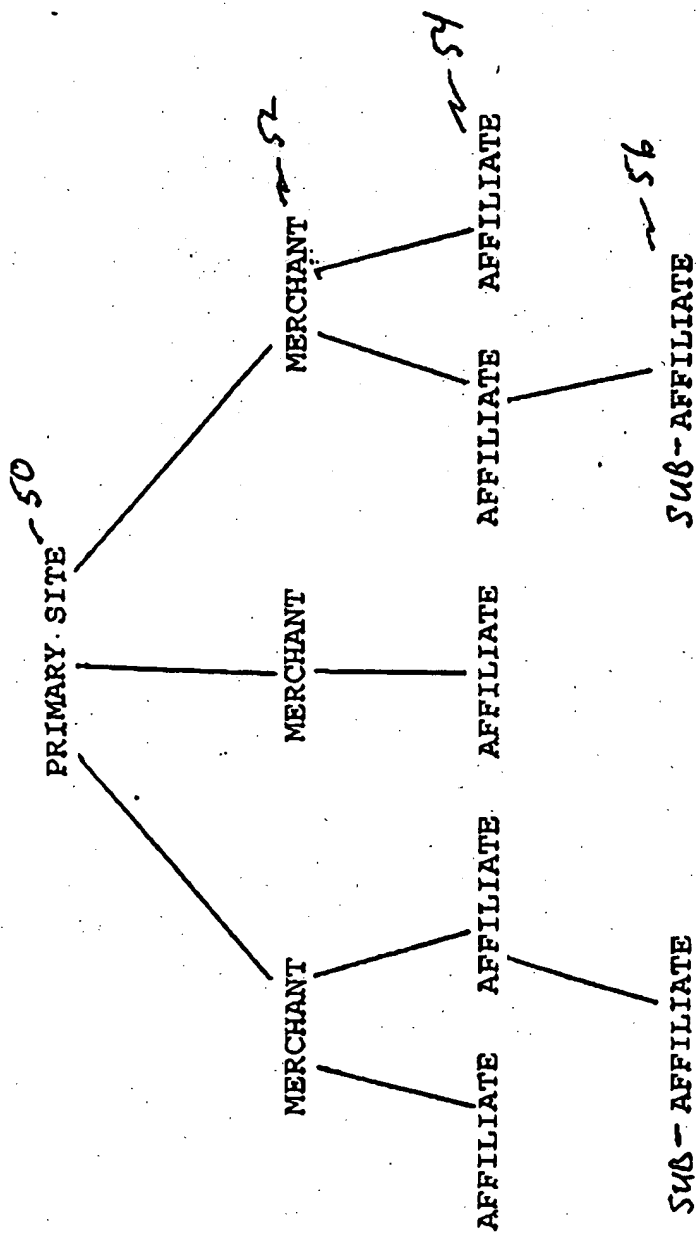 PRIMARY SITE 50
MERCHANT MERCHANT MERCHANT 52
AFFILIATE AFFILIATE AFFILIATE AFFILIATE AFFILIATE 54
SUB-AFFILIATE SUB-AFFILIATE 56